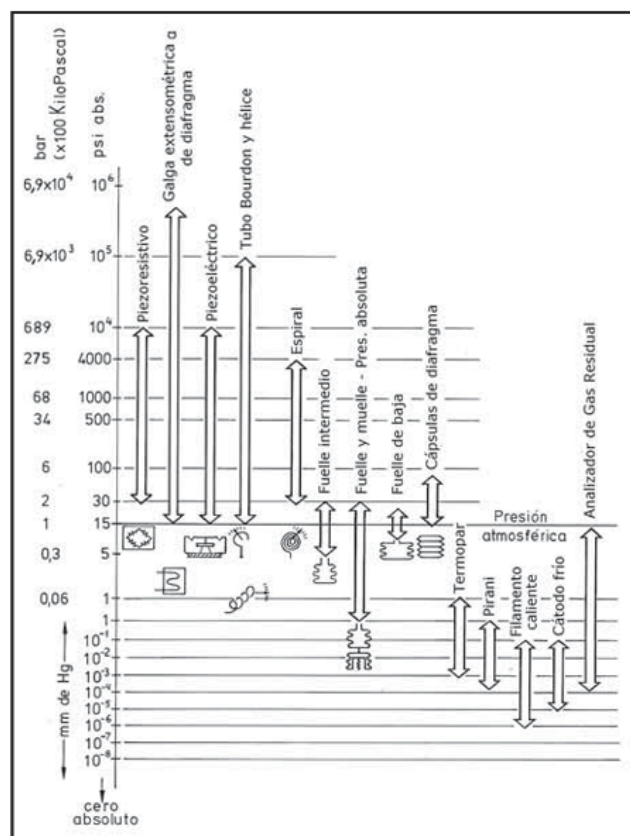 bar
(x100 KiloPascal)
psi abs.
Galga extensométrica a
de diafragma
Piezoresistivo
Piezoeléctrico
Tubo Bourdon y hélice
Espiral
Fuelle intermedio
Fuelle y muelle - Pres. absoluta
Fuelle de baja
Cápsulas de diafragma
Analizador de Gas Residual
6,9x10⁴ 10⁶
6,9x10³ 10⁵
689 10⁴
275 4000
68 1000
34 500
6 100
2 30
1 15
Presión
atmosférica
0,3 5
Termopar
Pirani
Filamento
caliente
Cátodo frío
0,06 1
1
10⁻¹
10⁻²
10⁻³
10⁻⁴
10⁻⁵
10⁻⁶
10⁻⁷
10⁻⁸
mm de Hg
cero
absoluto